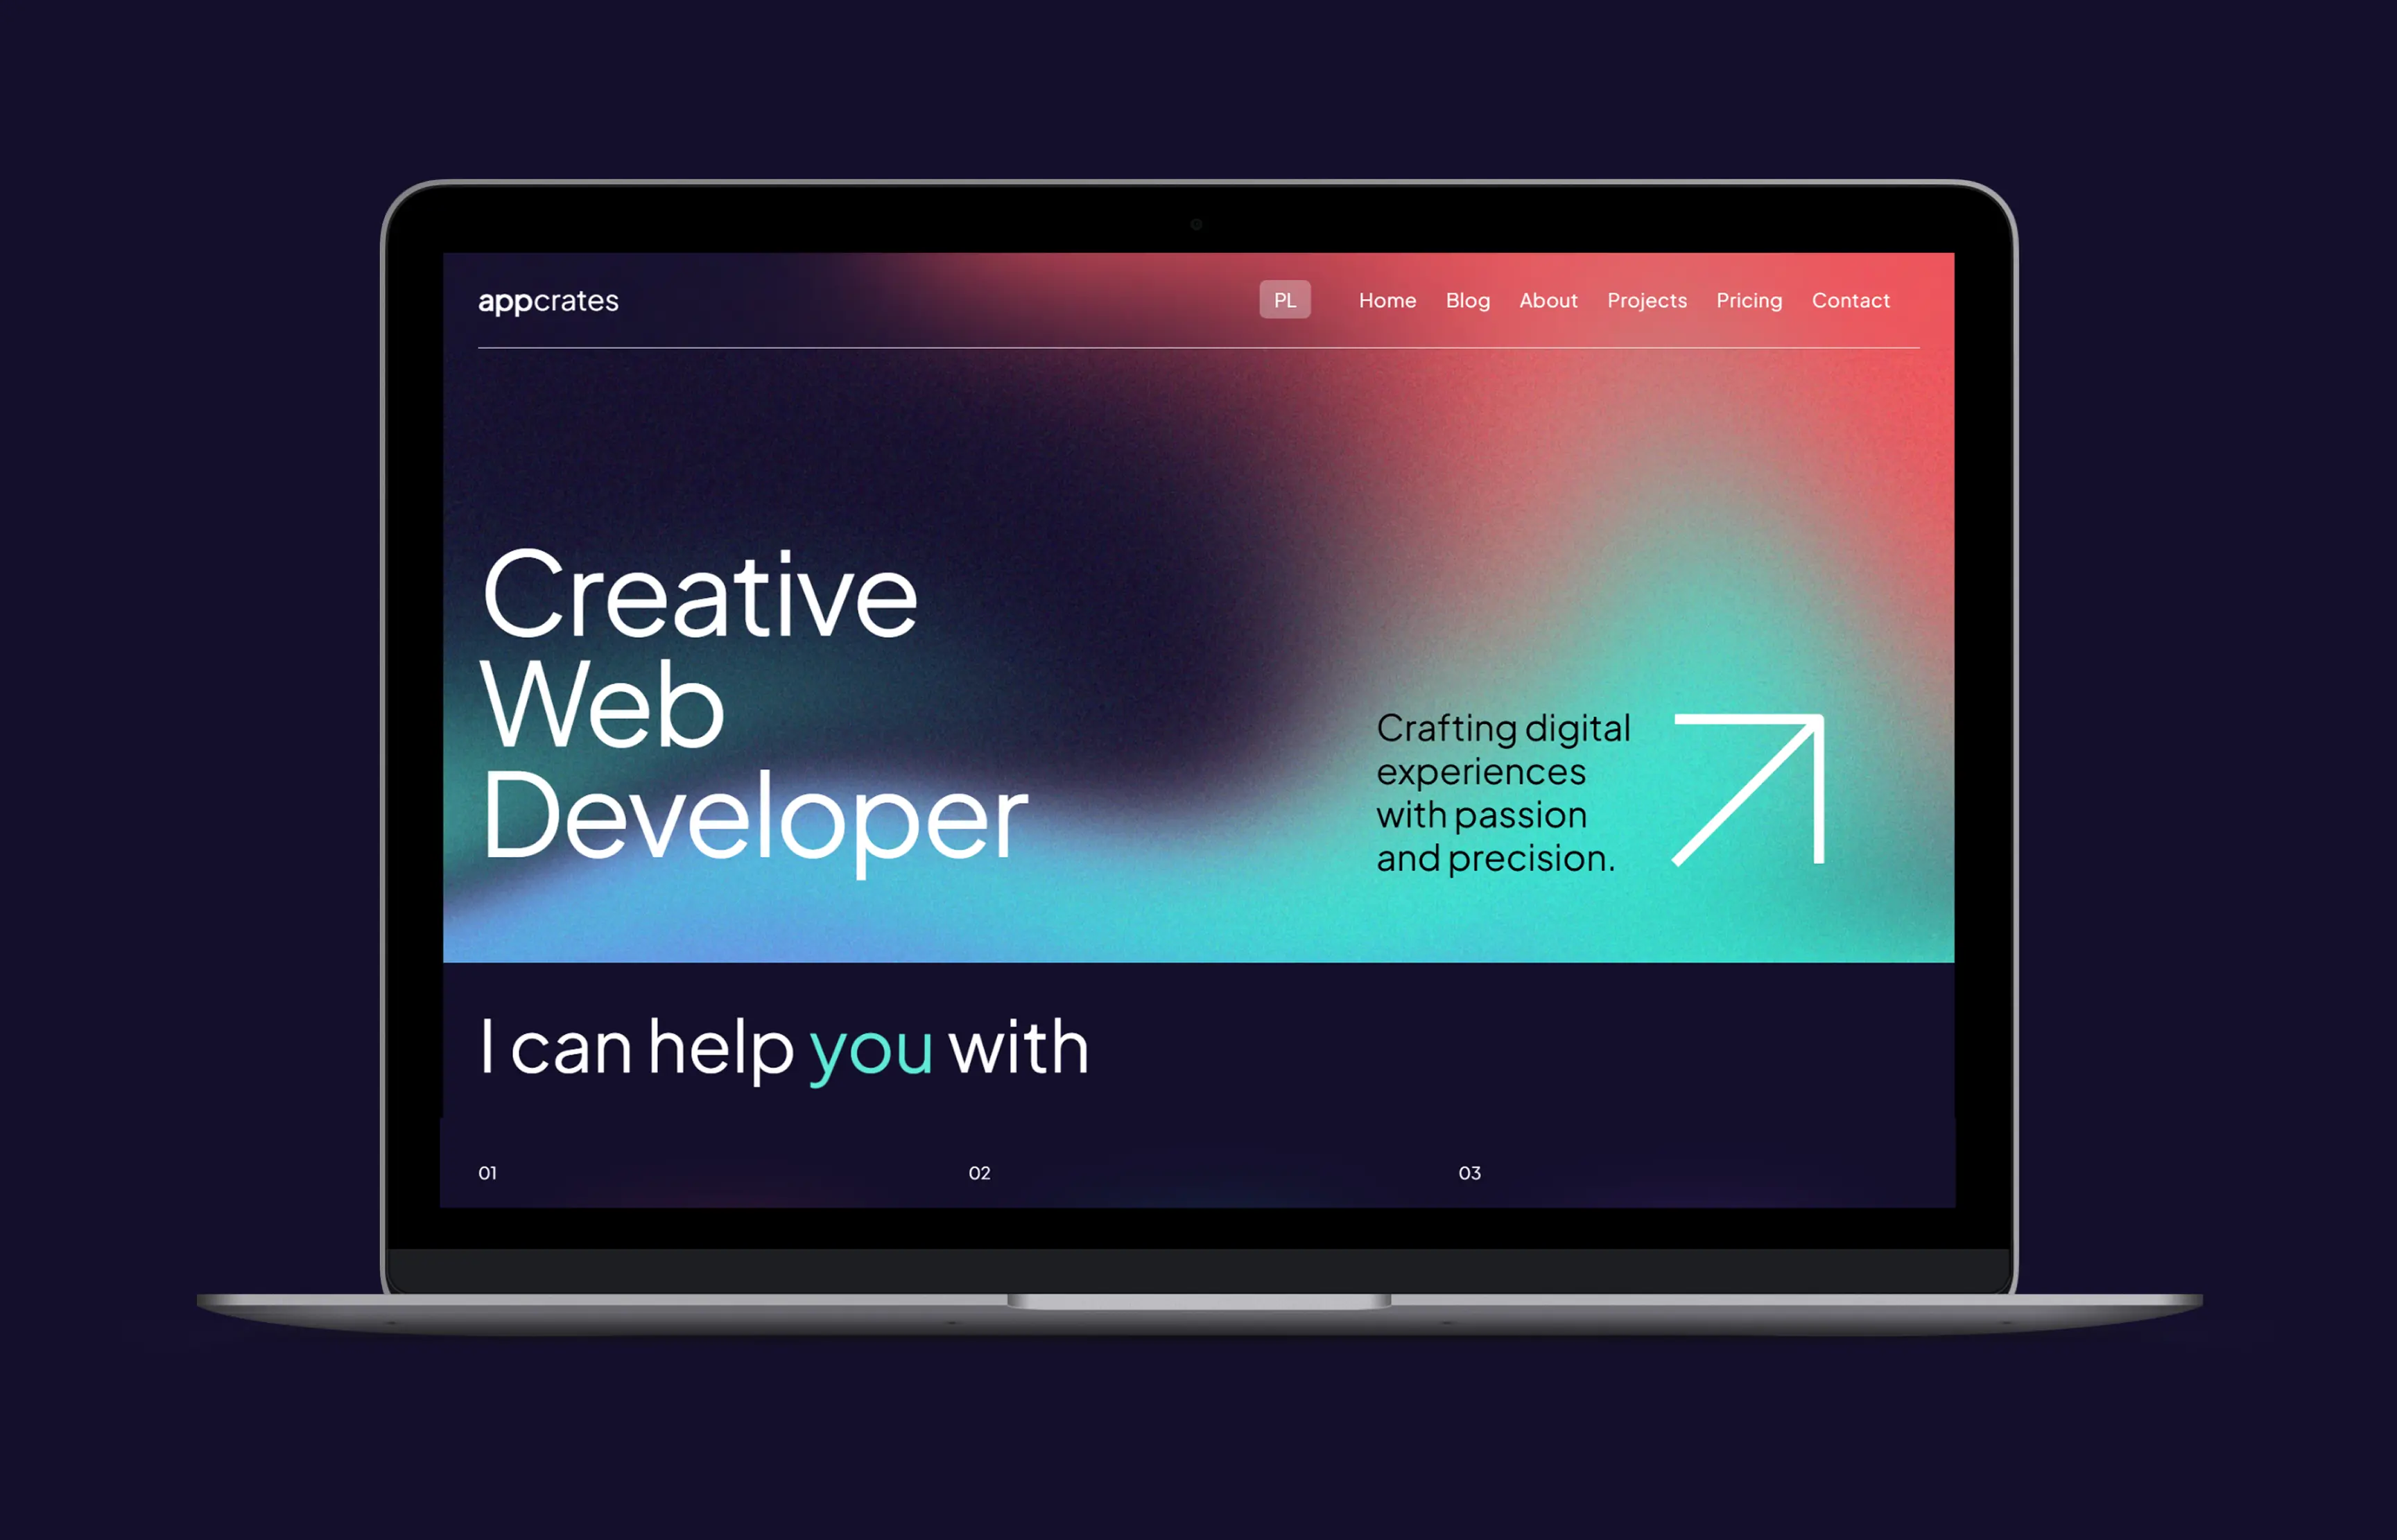 appcrates
PL Home Blog About Projects Pricing Contact
Creative
Web
Developer
Crafting digital
experiences
with passion
and precision.
I can help you with
01
02
03